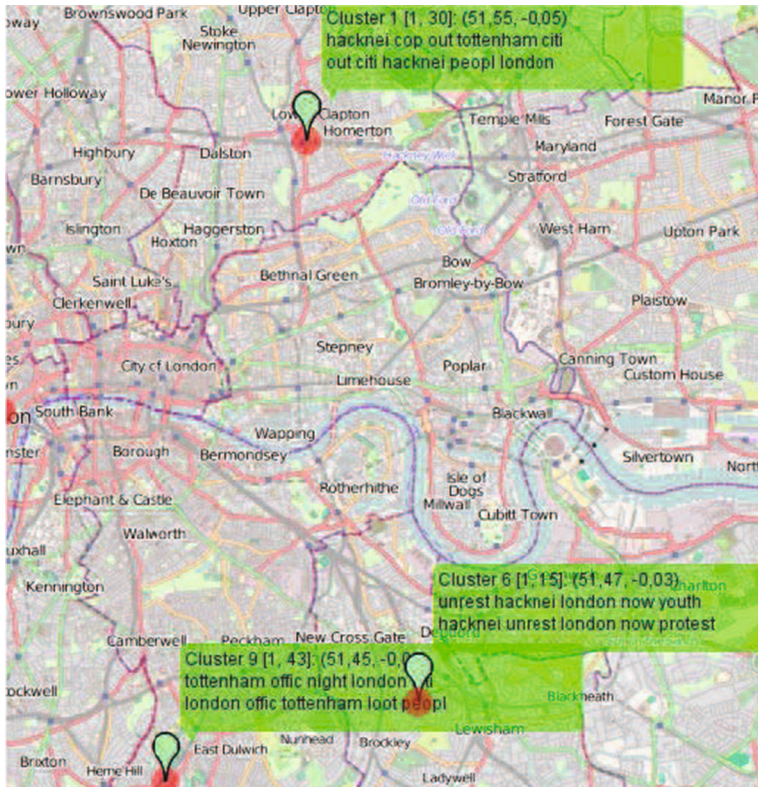 Brownswood Park
Upper Clapton
Stoke
Newington
Cluster 1 [1, 30]: (51,55, -0,05)
hacknei cop out tottenham citi
out citi hacknei peopl london
Holloway
Clapton
Homerton
Temple Mills
Forest Gate
Manor
Highbury
Dalston
Maryland
Hackney Wick
Barnsbury
De Beauvoir Town
Stratford
Old Ford
Islington
Haggerston
Hoxton
Old Ford
West Ham
Upton Park
Saint Luke's
Bethnal Green
Bow
Bromley-by-Bow
Clerkenwell
Plaistow
Stepney
City of London
Poplar
Canning Town
Custom House
Limehouse
South Bank
Blackwall
Wapping
Borough
Bermondsey
Silvertown
Rotherhithe
Isle of
Dogs
Millwall
Elephant & Castle
Cubitt Town
Walworth
Kennington
Cluster 6 [1, 15]: (51,47, -0,03)
unrest hacknei london now youth
hacknei unrest london now protest
Camberwell
Peckham
New Cross Gate
Cluster 9 [1, 43]: (51,45, -0,0
tottenham offic night london
london offic tottenham loot peopl
Blackheath
Lewisham
East Dulwich
Nunhead
Brockley
Brixton
Herne Hill
Ladywell